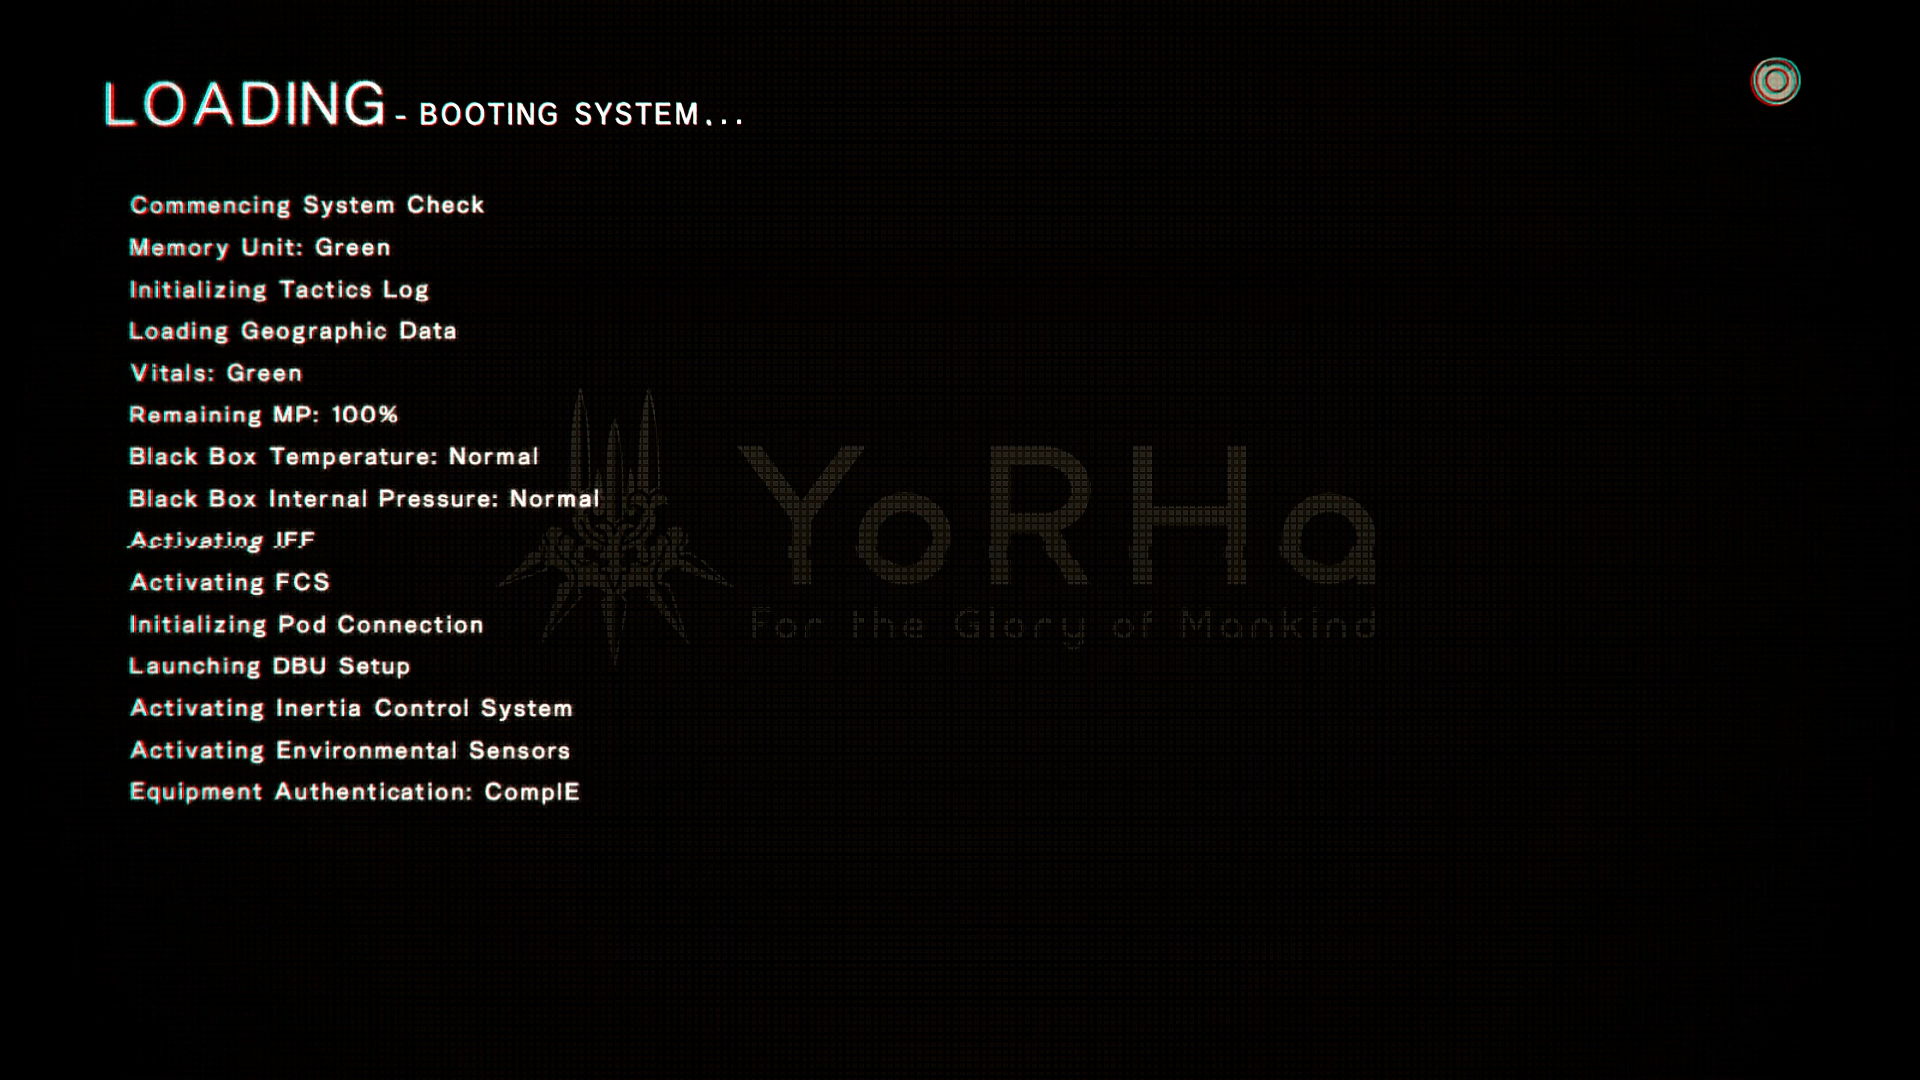 LOADING - BOOTING SYSTEM...
Commencing System Check
Memory Unit: Green
Initializing Tactics Log
Loading Geographic Data
Vitals: Green
Remaining MP: 100%
Black Box Temperature: Normal
Black Box Internal Pressure: Normal
Activating IFF
Activating FCS
Initializing Pod Connection
Launching DBU Setup
Activating Inertia Control System
Activating Environmental Sensors
Equipment Authentication: ComplE
YoRHa
For the Glory of Mankind